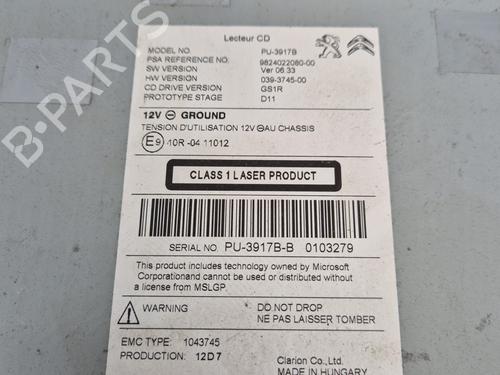 Lecteur CD
MODEL NO. PU-3917B
PSA REFERENCE NO. 9824022080-00
SW VERSION Ver 06.33
HW VERSION 039-3745-00
CD DRIVE VERSION GS1R
PROTOTYPE STAGE D11
12V ⊖ GROUND
TENSION D'UTILISATION 12V ⊖AU CHASSIS
E9 10R -04 11012
CLASS 1 LASER PRODUCT
SERIAL NO. PU-3917B-B 0103279
This product includes technology owned by Microsoft
Corporationand cannot be used or distributed without
a license from MSLGP.
WARNING DO NOT DROP
NE PAS LAISSER TOMBER
EMC TYPE: 1043745
PRODUCTION: 12D7 Clarion Co.,Ltd.
MADE IN HUNGARY
B-PARTS